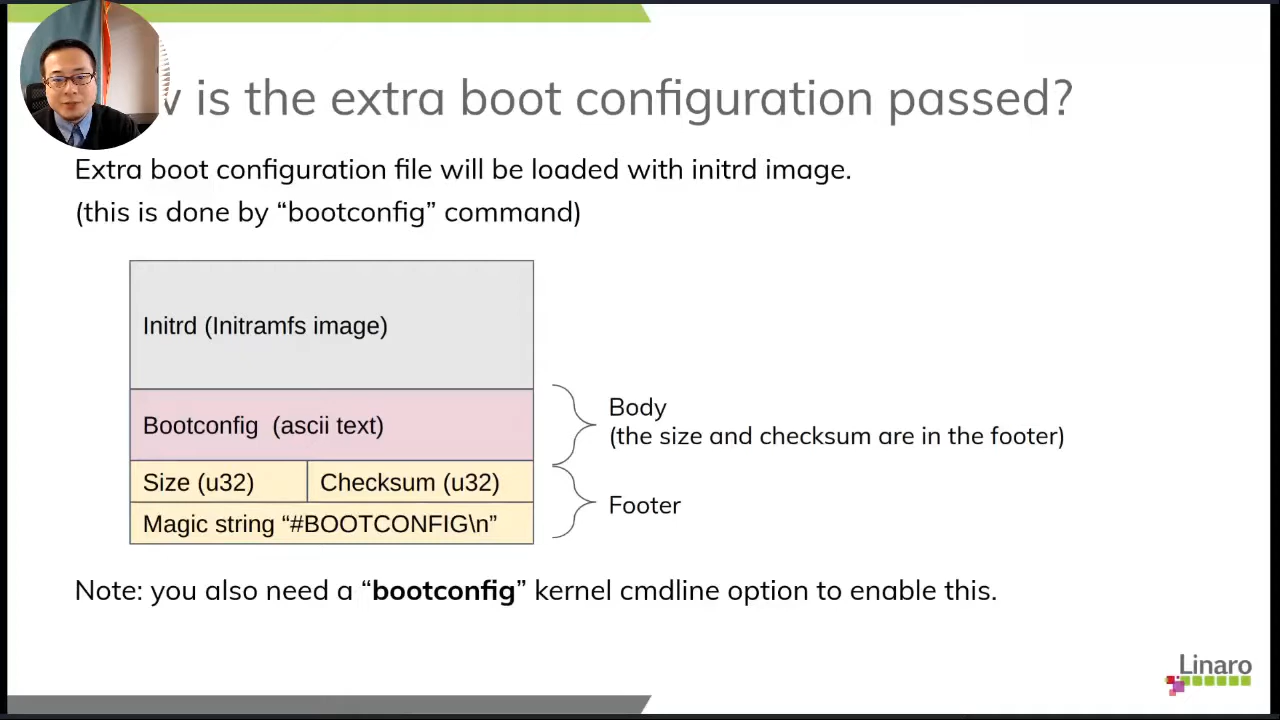 is the extra boot configuration passed?
Extra boot configuration file will be loaded with initrd image.
(this is done by “bootconfig” command)
Initrd (Initramfs image)
Bootconfig (ascii text)
Body
(the size and checksum are in the footer)
Size (u32) Checksum (u32)
Footer
Magic string “#BOOTCONFIG\n”
Note: you also need a “bootconfig” kernel cmdline option to enable this.
Linaro